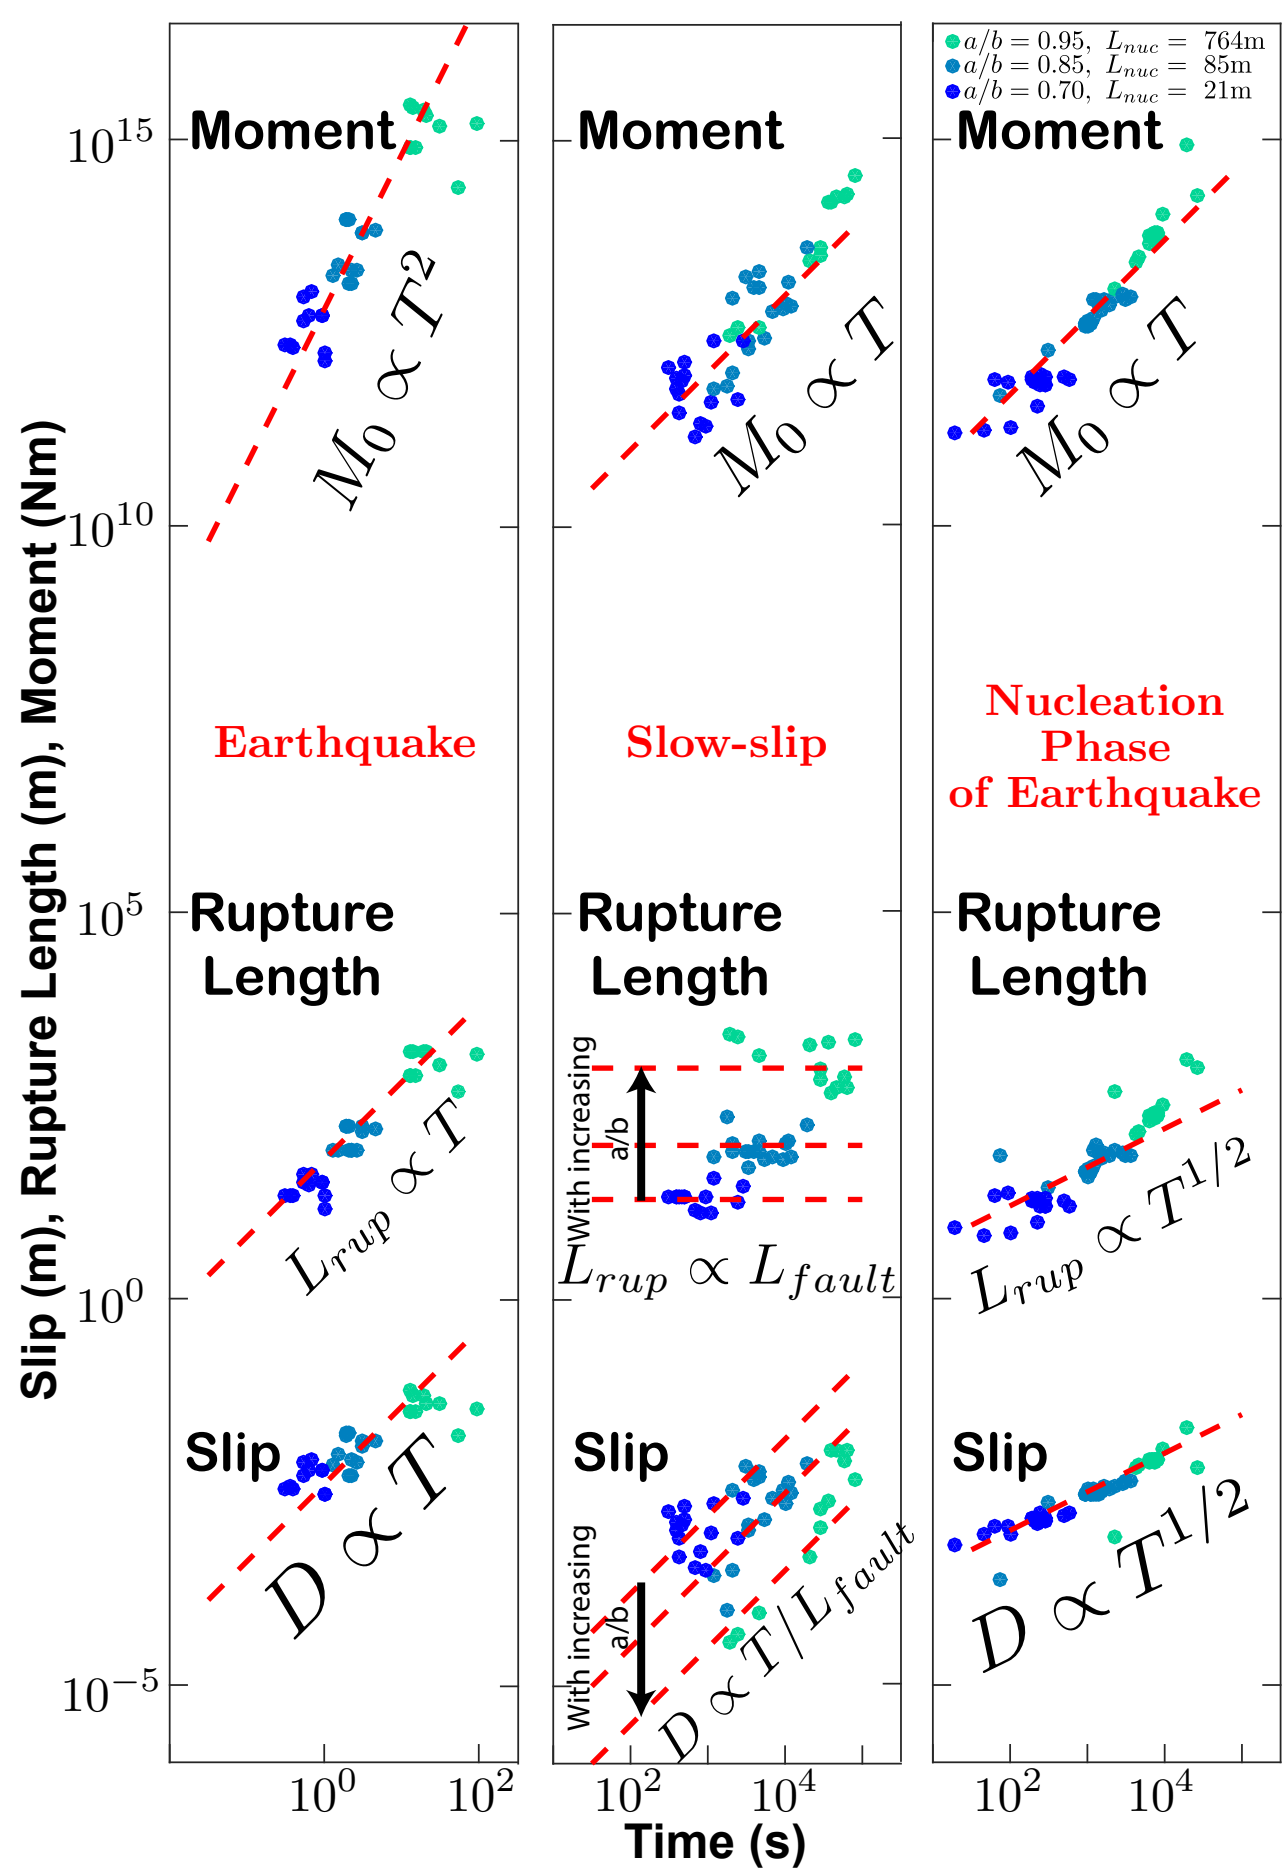 Slip (m), Rupture Length (m), Moment (Nm)
10^15
10^10
10^5
10^0
10^−5
Moment
M_0 ∝ T^2
Earthquake
Rupture
Length
L_rup ∝ T
Slip
D ∝ T
10^0
10^2
Moment
M_0 ∝ T
Slow-slip
Rupture
Length
With increasing
a/b
L_rup ∝ L_fault
Slip
With increasing
a/b
D ∝ T/L_fault
10^2
10^4
a/b = 0.95, L_nuc = 764m
a/b = 0.85, L_nuc = 85m
a/b = 0.70, L_nuc = 21m
Moment
M_0 ∝ T
Nucleation
Phase
of Earthquake
Rupture
Length
L_rup ∝ T^1/2
Slip
D ∝ T^1/2
10^2
10^4
Time (s)